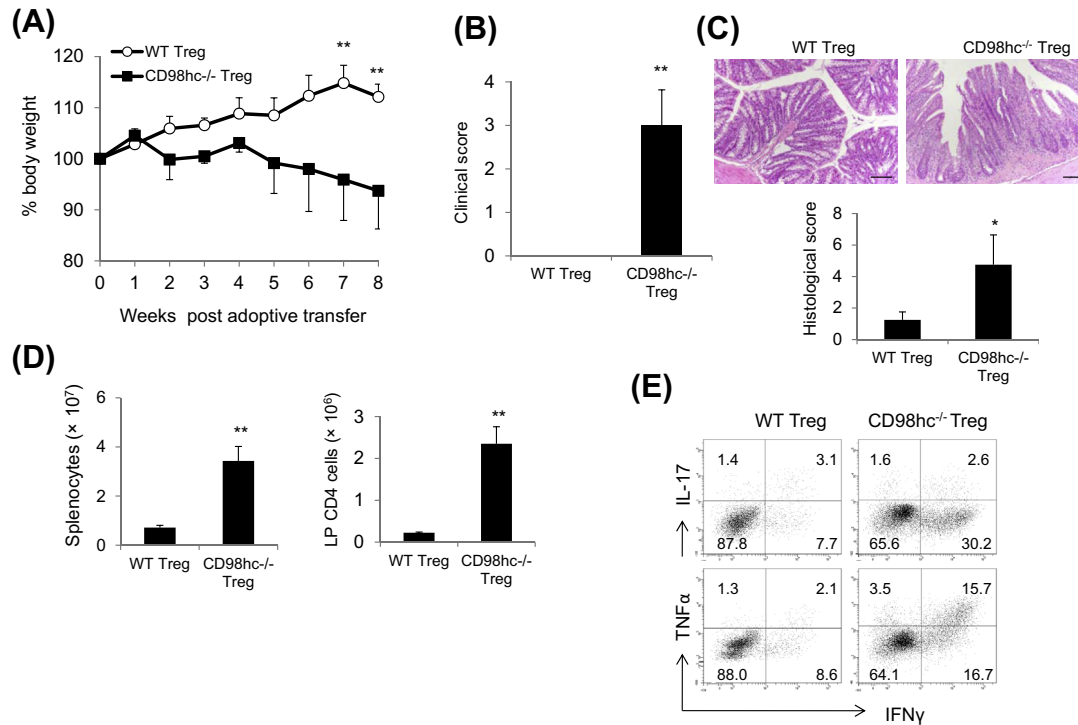 (A)
% body weight
120
110
100
90
80
WT Treg
CD98hc-/- Treg
**
**
0 1 2 3 4 5 6 7 8
Weeks post adoptive transfer
(B)
Clinical score
5
4
3
2
1
0
**
WT Treg
CD98hc-/-
Treg
(C)
WT Treg
CD98hc-/- Treg
Histological score
8
6
4
2
0
*
WT Treg
CD98hc-/-
Treg
(D)
Splenocytes (× 10⁷)
6
4
2
0
**
WT Treg
CD98hc-/-
Treg
LP CD4 cells (× 10⁶)
3
2
1
0
**
WT Treg
CD98hc-/-
Treg
(E)
WT Treg
CD98hc-/- Treg
IL-17
1.4 3.1
87.8 7.7
1.6 2.6
65.6 30.2
TNFα
1.3 2.1
88.0 8.6
3.5 15.7
64.1 16.7
IFNγ